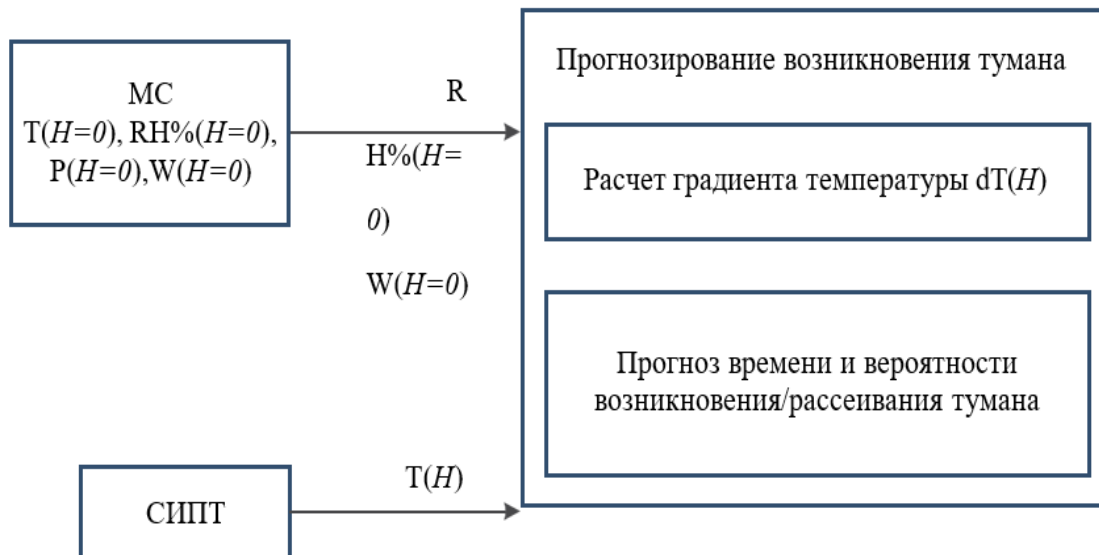 МС
T(H=0), RH%(H=0),
P(H=0),W(H=0)
R
H%(H=
0)
W(H=0)
Прогнозирование возникновения тумана
Расчет градиента температуры dT(H)
Прогноз времени и вероятности
возникновения/рассеивания тумана
T(H)
СИПТ